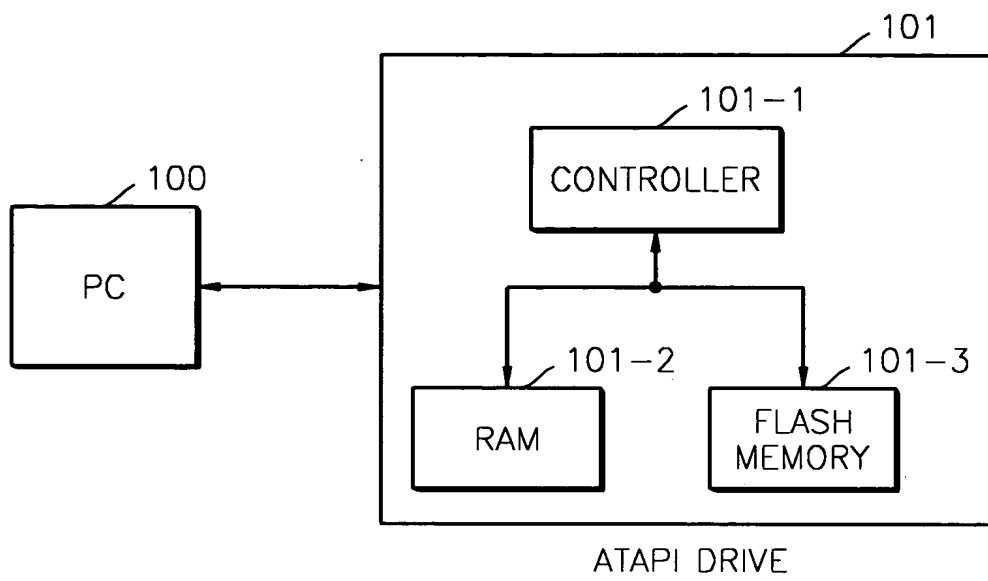 101
101-1
CONTROLLER
100
PC
101-2
RAM
101-3
FLASH
MEMORY
ATAPI DRIVE